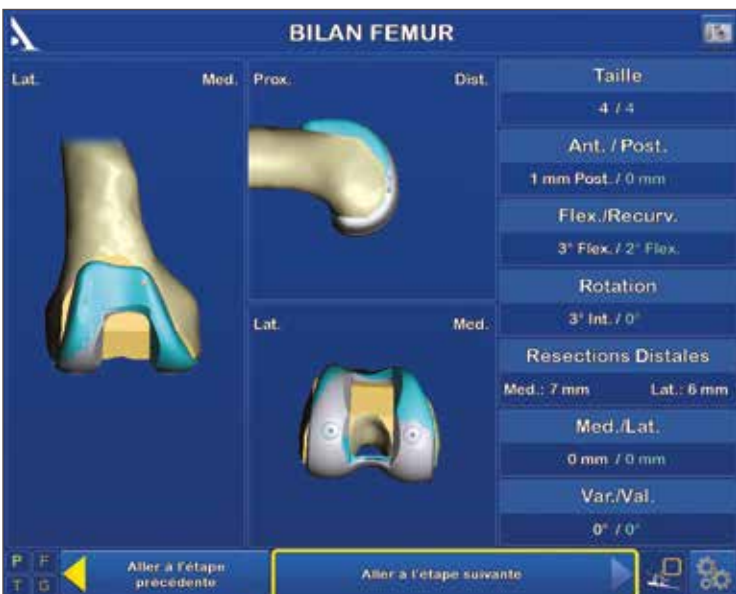 BILAN FEMUR
Lat. Med.
Prox. Dist.
Lat. Med.
Taille
4 / 4
Ant. / Post.
1 mm Post. / 0 mm
Flex./Recurv.
3° Flex. / 2° Flex.
Rotation
3° Int. / 0°
Resections Distales
Med.: 7 mm Lat.: 6 mm
Med./Lat.
0 mm / 0 mm
Var./Val.
0° / 0°
P F
T G
Aller à l'étape
précédente
Aller à l'étape suivante